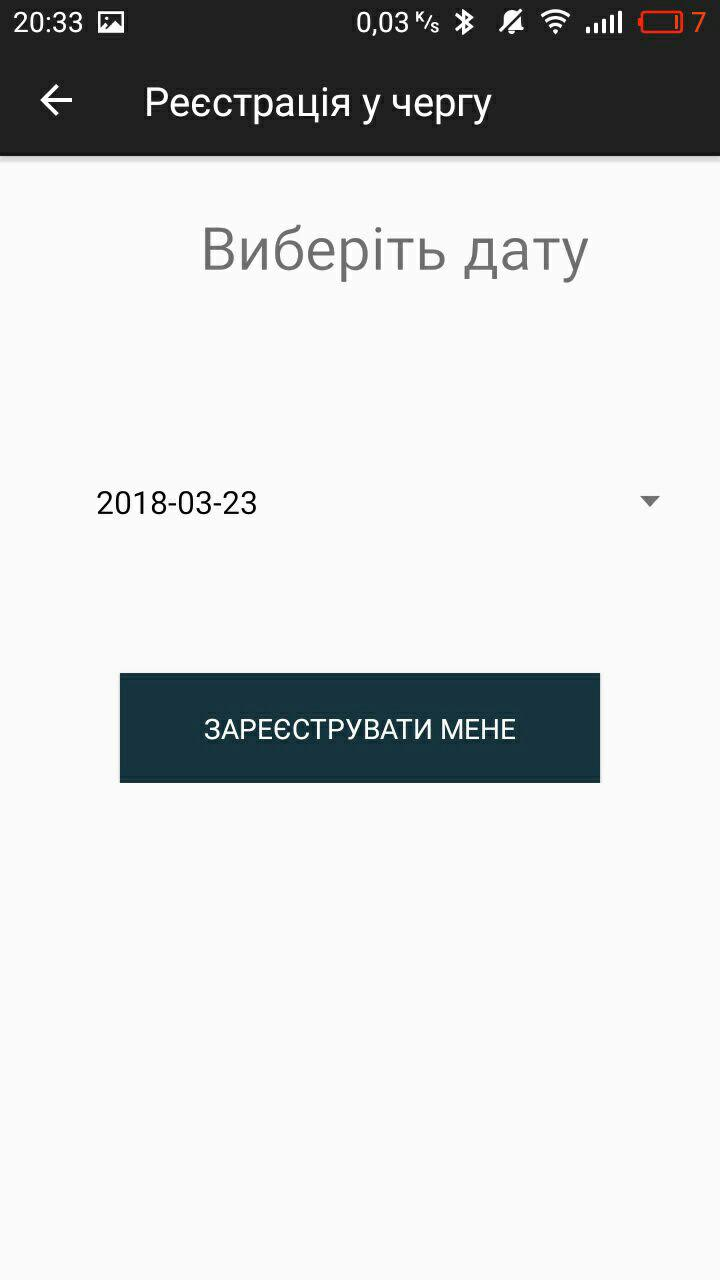 20:33 0,03 K/s 7
Реєстрація у чергу
Виберіть дату
2018-03-23
ЗАРЕЄСТРУВАТИ МЕНЕ